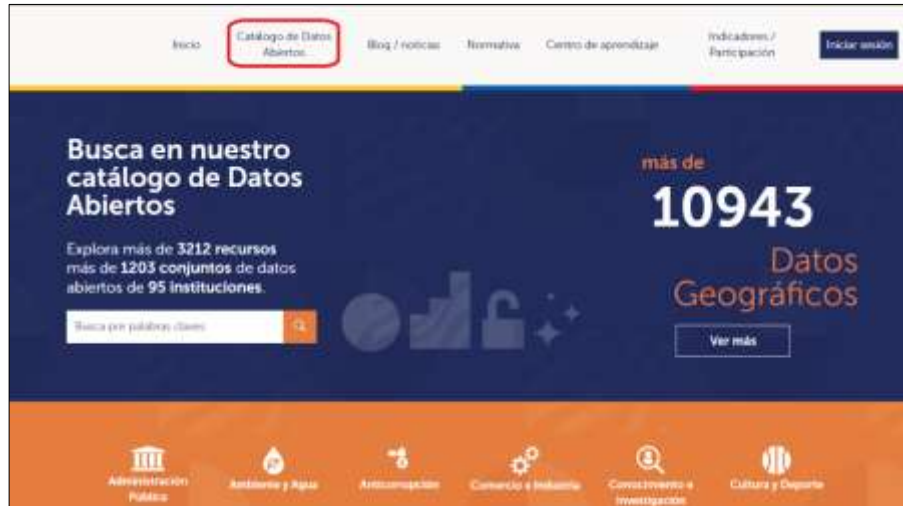 Inicio
Catálogo de Datos
Abiertos
Blog / noticias
Normativa
Centro de aprendizaje
Indicadores /
Participación
Iniciar sesión
Busca en nuestro
catálogo de Datos
Abiertos
Explora más de 3212 recursos
más de 1203 conjuntos de datos
abiertos de 95 instituciones.
Busca por palabras claves
más de
10943
Datos
Geográficos
Ver más
Administración
Pública
Ambiente y Agua
Anticorrupción
Comercio e Industria
Conocimiento e
Investigación
Cultura y Deporte